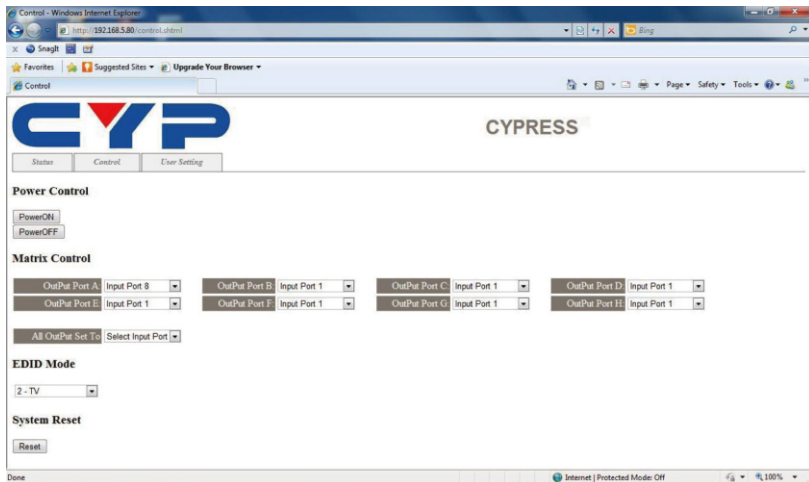 Control - Windows Internet Explorer
http://192.168.5.80/control.shtml
Bing
x SnagIt
Favorites Suggested Sites Upgrade Your Browser
Control
Page Safety Tools
CYP
CYPRESS
Status Control User Setting
Power Control
PowerON
PowerOFF
Matrix Control
OutPut Port A: Input Port 8 OutPut Port B: Input Port 1 OutPut Port C: Input Port 1 OutPut Port D: Input Port 1
OutPut Port E: Input Port 1 OutPut Port F: Input Port 1 OutPut Port G: Input Port 1 OutPut Port H: Input Port 1
All OutPut Set To: Select Input Port
EDID Mode
2 - TV
System Reset
Reset
Done Internet | Protected Mode: Off 100%